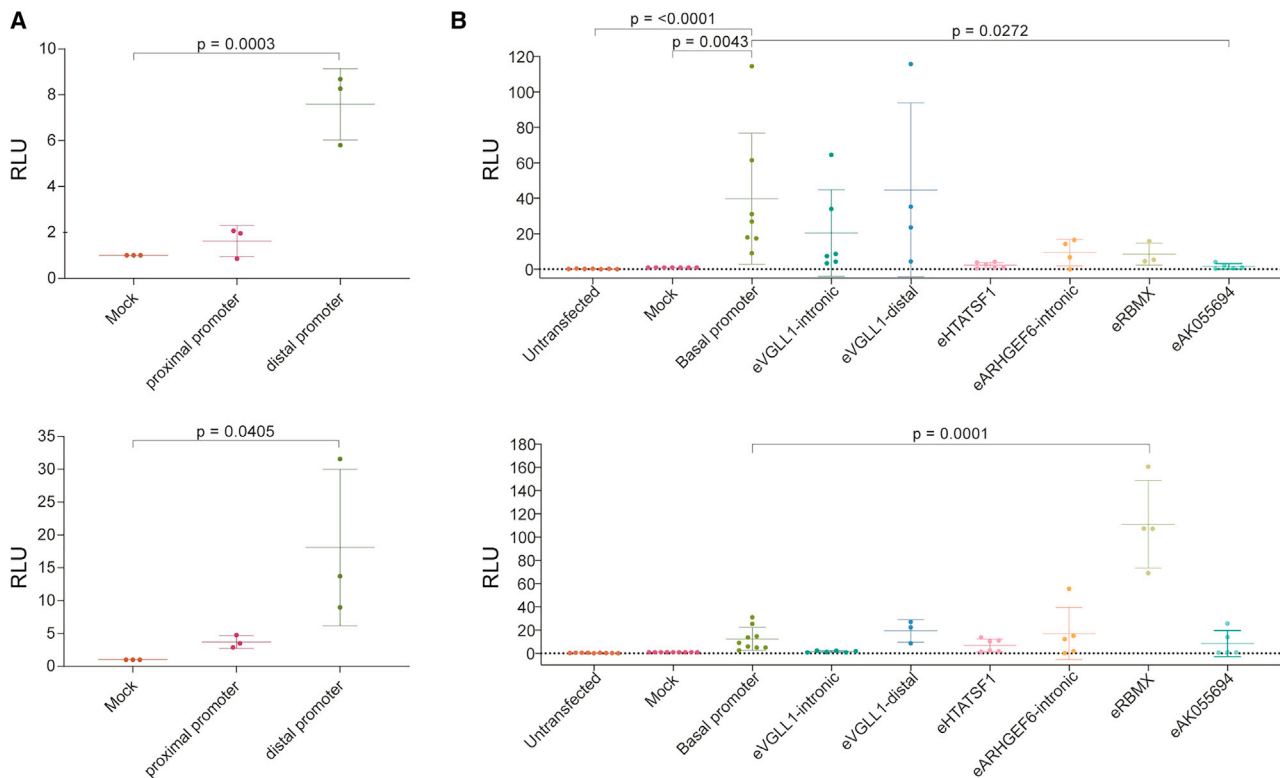 A
p = 0.0003
10
8
6
4
2
0
RLU
Mock
proximal promoter
distal promoter
p = 0.0405
35
30
25
20
15
10
5
0
RLU
Mock
proximal promoter
distal promoter
B
p = <0.0001
p = 0.0043
p = 0.0272
120
100
80
60
40
20
0
RLU
Untransfected
Mock
Basal promoter
eVGLL1-intronic
eVGLL1-distal
eHTATSF1
eARHGEF6-intronic
eRBMX
eAK055694
p = 0.0001
180
160
140
120
100
80
60
40
20
0
RLU
Untransfected
Mock
Basal promoter
eVGLL1-intronic
eVGLL1-distal
eHTATSF1
eARHGEF6-intronic
eRBMX
eAK055694